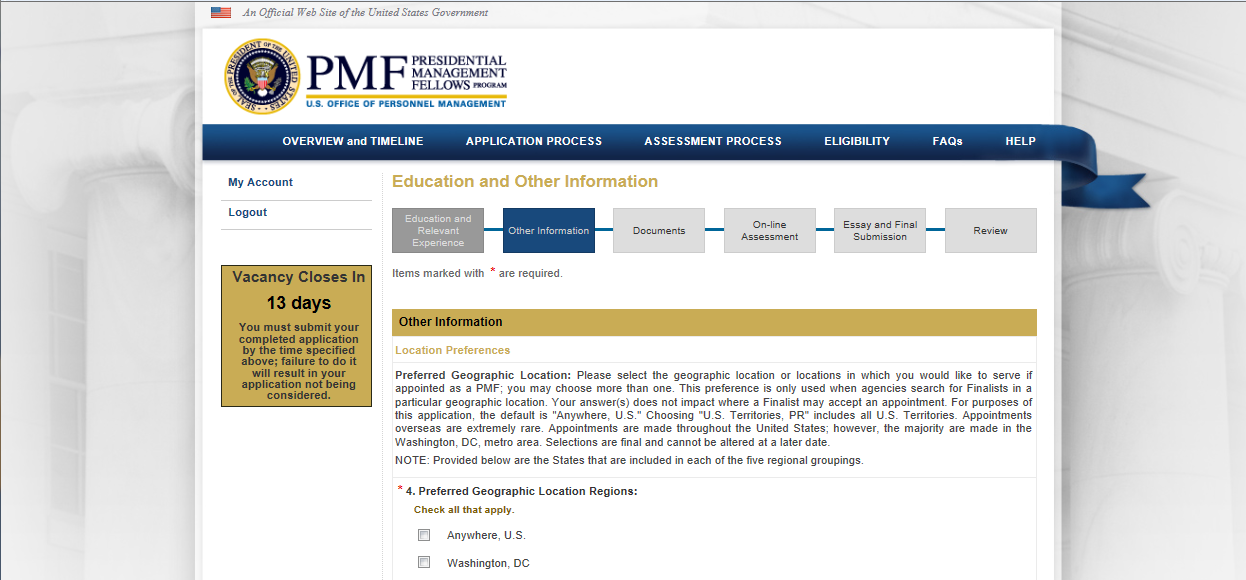 An Official Web Site of the United States Government
SEAL OF THE PRESIDENT OF THE UNITED STATES
PMF PRESIDENTIAL
MANAGEMENT
FELLOWS PROGRAM
U.S. OFFICE OF PERSONNEL MANAGEMENT
OVERVIEW and TIMELINE APPLICATION PROCESS ASSESSMENT PROCESS ELIGIBILITY FAQs HELP
My Account
Logout
Vacancy Closes In
13 days
You must submit your
completed application
by the time specified
above; failure to do it
will result in your
application not being
considered.
Education and Other Information
Education and
Relevant
Experience
Other Information
Documents
On-line
Assessment
Essay and Final
Submission
Review
Items marked with * are required.
Other Information
Location Preferences
Preferred Geographic Location: Please select the geographic location or locations in which you would like to serve if
appointed as a PMF; you may choose more than one. This preference is only used when agencies search for Finalists in a
particular geographic location. Your answer(s) does not impact where a Finalist may accept an appointment. For purposes of
this application, the default is "Anywhere, U.S." Choosing "U.S. Territories, PR" includes all U.S. Territories. Appointments
overseas are extremely rare. Appointments are made throughout the United States; however, the majority are made in the
Washington, DC, metro area. Selections are final and cannot be altered at a later date.
NOTE: Provided below are the States that are included in each of the five regional groupings.
* 4. Preferred Geographic Location Regions:
Check all that apply.
Anywhere, U.S.
Washington, DC